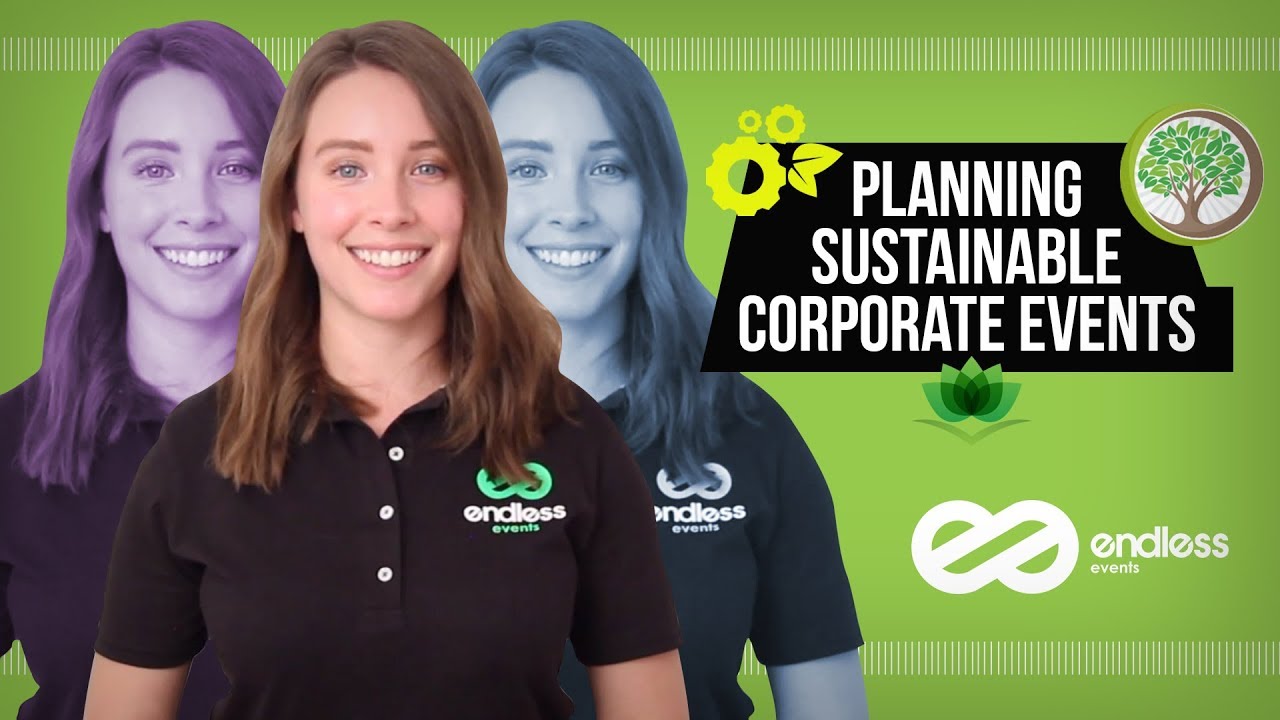 PLANNING
SUSTAINABLE
CORPORATE EVENTS
endless
events
endless
events
endless
events